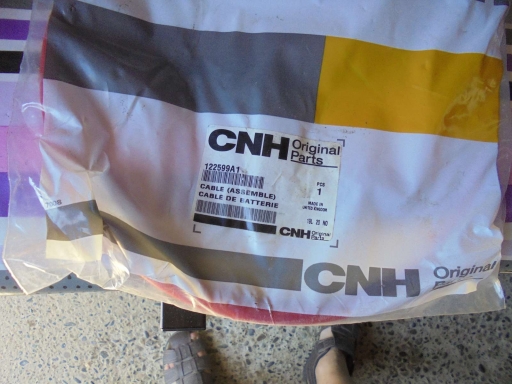 CNH Original Parts
122599A1
CABLE (ASSEMBLE)
CABLE DE BATTERIE
PCS
1
MADE IN
UNITED KINGDOM
CNH Original Parts
CNH Original